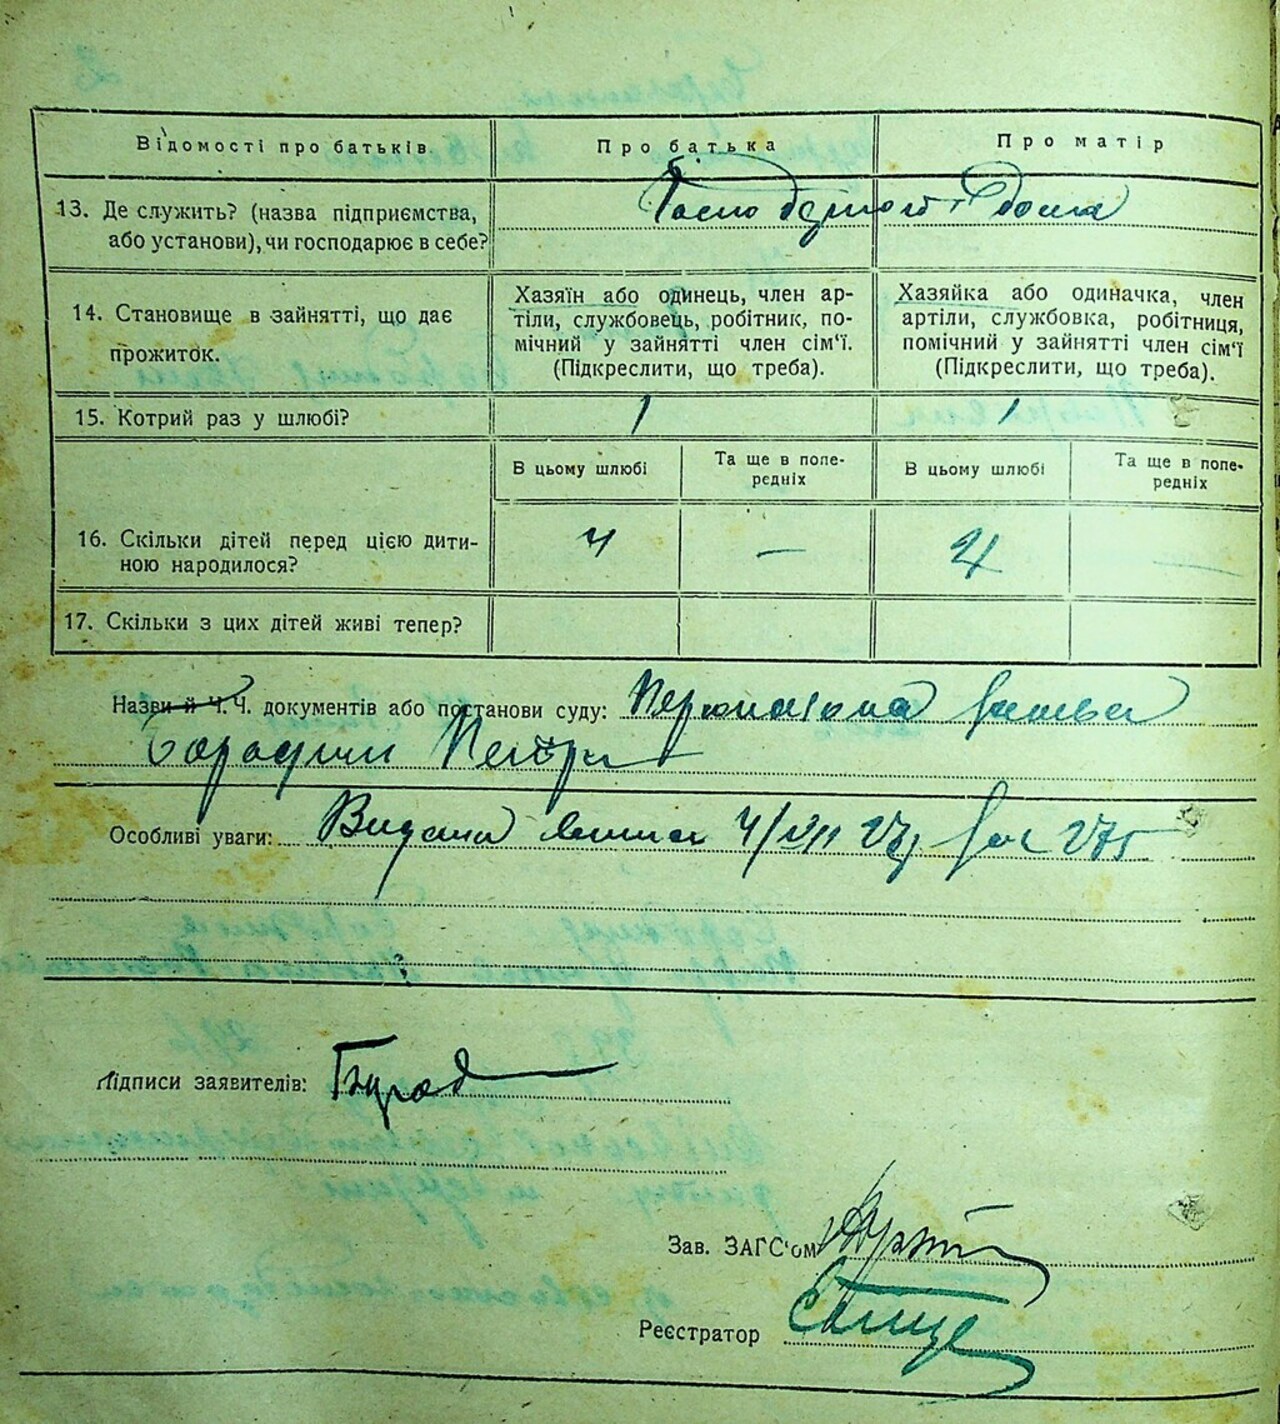 Відомості про батьків
Про батька
Про матір
13. Де служить? (назва підприємства,
або установи), чи господарює в себе?
14. Становище в зайнятті, що дає
прожиток.
Хазяїн або одинець, член ар-
тіли, службовець, робітник, по-
мічний у зайнятті член сім'ї.
(Підкреслити, що треба).
Хазяйка або одиначка, член
артіли, службовка, робітниця,
помічний у зайнятті член сім'ї
(Підкреслити, що треба).
15. Котрий раз у шлюбі?
1
1
В цьому шлюбі
Та ще в попе-
редніх
В цьому шлюбі
Та ще в попе-
редніх
16. Скільки дітей перед цією дити-
ною народилося?
4
—
4
—
17. Скільки з цих дітей живі тепер?
Назви й Ч.Ч. документів або постанови суду:
Особливі уваги: Видана
Підписи заявителів:
Зав. ЗАГС'ом
Реєстратор